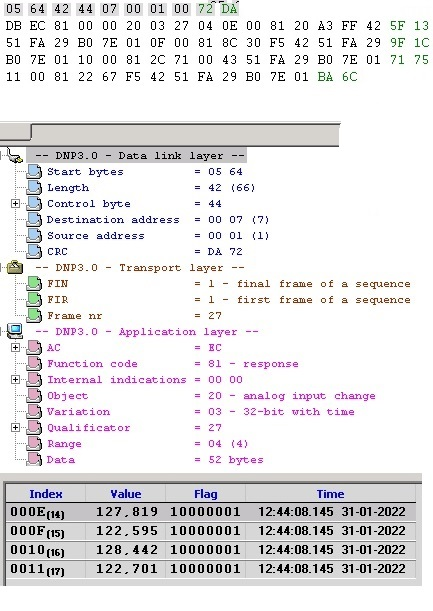 05 64 42 44 07 00 01 00 72 DA
DB EC 81 00 00 20 03 27 04 0E 00 81 20 A3 FF 42 5F 13
51 FA 29 B0 7E 01 0F 00 81 8C 30 F5 42 51 FA 29 9F 1C
B0 7E 01 10 00 81 2C 71 00 43 51 FA 29 B0 7E 01 71 75
11 00 81 22 67 F5 42 51 FA 29 B0 7E 01 BA 6C
-- DNP3.0 - Data link layer --
Start bytes = 05 64
Length = 42 (66)
Control byte = 44
Destination address = 00 07 (7)
Source address = 00 01 (1)
CRC = DA 72
-- DNP3.0 - Transport layer --
FIN = 1 - final frame of a sequence
FIR = 1 - first frame of a sequence
Frame nr = 27
-- DNP3.0 - Application layer --
AC = EC
Function code = 81 - response
Internal indications = 00 00
Object = 20 - analog input change
Variation = 03 - 32-bit with time
Qualificator = 27
Range = 04 (4)
Data = 52 bytes
Index Value Flag Time
000E(14) 127,819 10000001 12:44:08.145 31-01-2022
000F(15) 122,595 10000001 12:44:08.145 31-01-2022
0010(16) 128,442 10000001 12:44:08.145 31-01-2022
0011(17) 122,701 10000001 12:44:08.145 31-01-2022